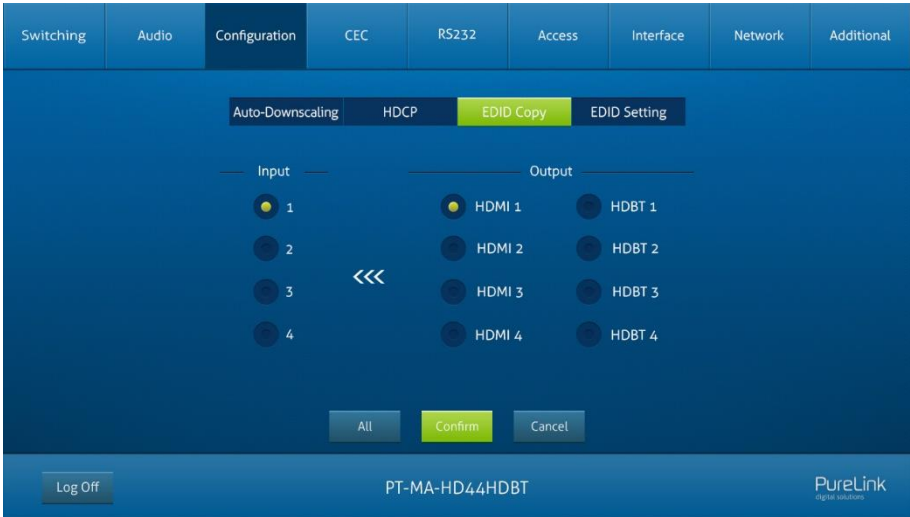 Switching Audio Configuration CEC RS232 Access Interface Network Additional
Auto-Downscaling HDCP EDID Copy EDID Setting
Input Output
1 HDMI 1 HDBT 1
2 HDMI 2 HDBT 2
<<<
3 HDMI 3 HDBT 3
4 HDMI 4 HDBT 4
All Confirm Cancel
Log Off PT-MA-HD44HDBT PureLink
digital solutions